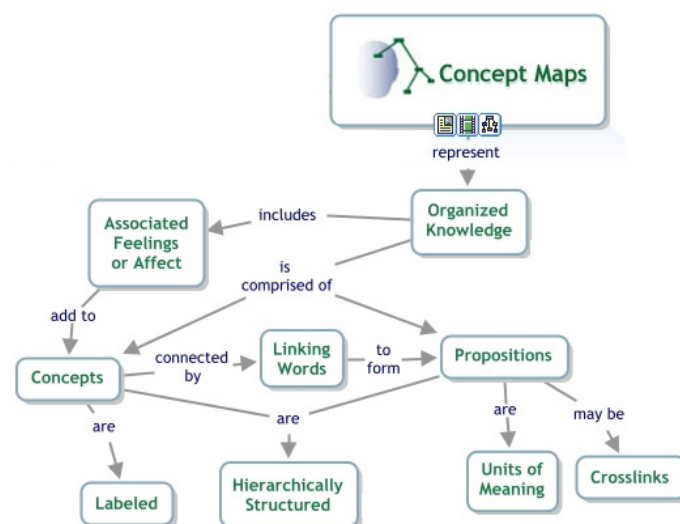 Concept Maps
represent
Organized
Knowledge
includes
Associated
Feelings
or Affect
is
comprised of
add to
Concepts
connected
by
Linking
Words
to
form
Propositions
are
are
are
may be
Labeled
Hierarchically
Structured
Units of
Meaning
Crosslinks